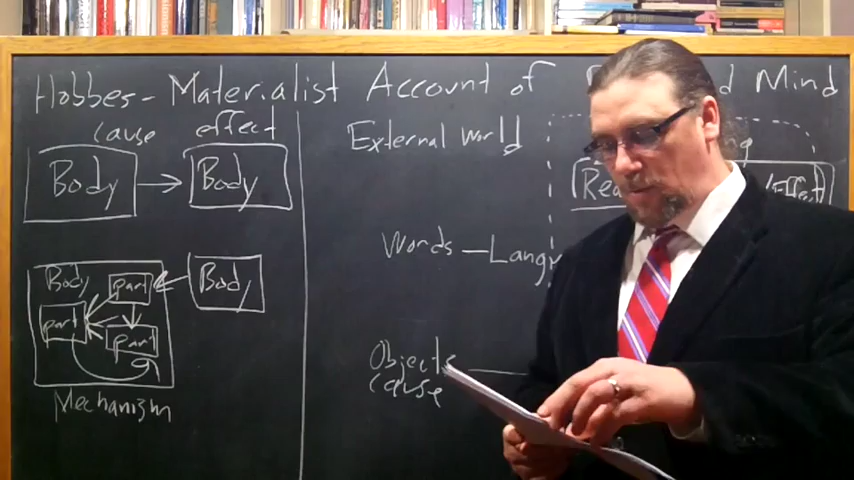 Hobbes - Materialist Account of Mind
cause effect
Body Body
Body part Body
part
part
Mechanism
External world
Words - Lang
Objects
cause
Effect